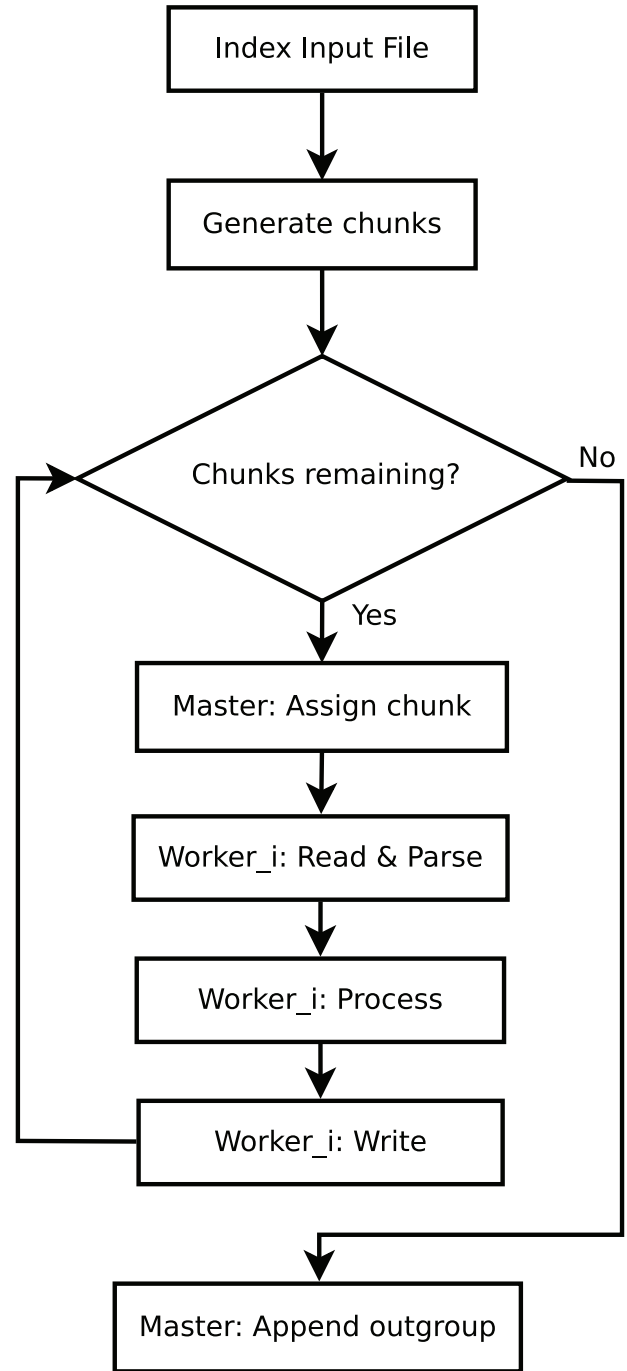 Index Input File
Generate chunks
Chunks remaining?
No
Yes
Master: Assign chunk
Worker_i: Read & Parse
Worker_i: Process
Worker_i: Write
Master: Append outgroup